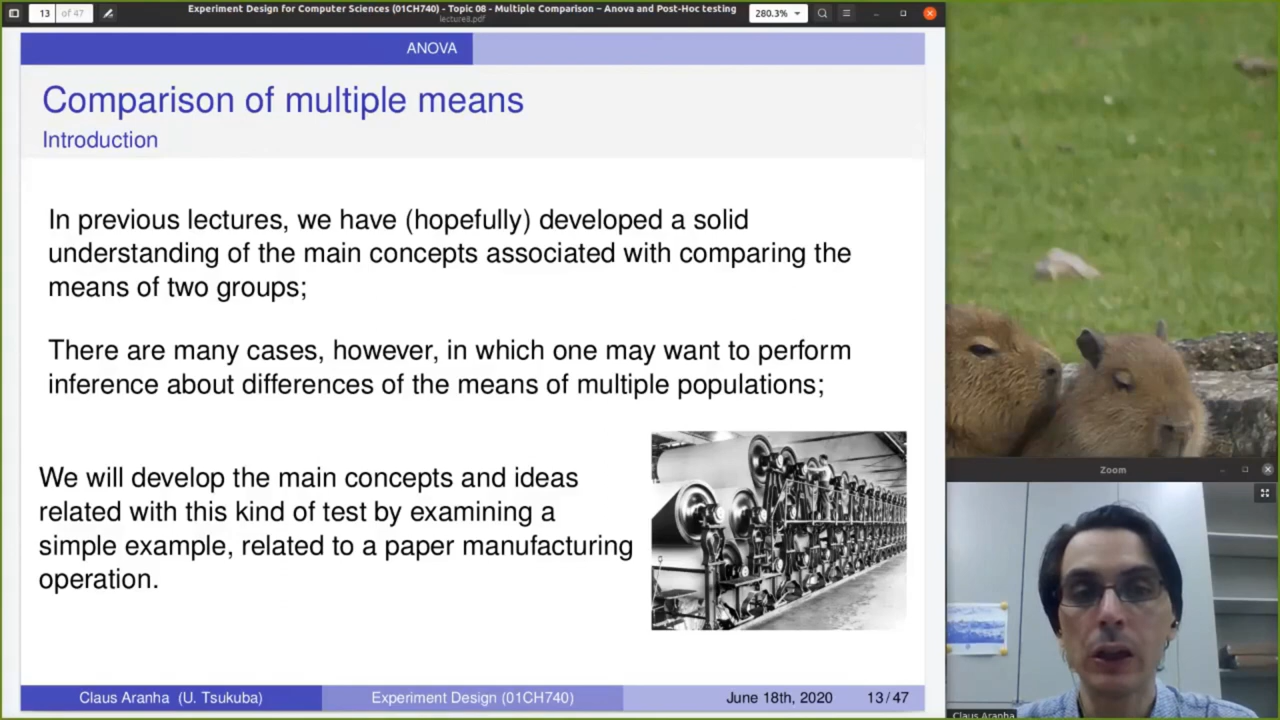 13 of 47
Experiment Design for Computer Sciences (01CH740) - Topic 08 - Multiple Comparison – Anova and Post-Hoc testing
lecture8.pdf
280.3%
ANOVA
Comparison of multiple means
Introduction
In previous lectures, we have (hopefully) developed a solid
understanding of the main concepts associated with comparing the
means of two groups;
There are many cases, however, in which one may want to perform
inference about differences of the means of multiple populations;
We will develop the main concepts and ideas
related with this kind of test by examining a
simple example, related to a paper manufacturing
operation.
Claus Aranha (U. Tsukuba)
Experiment Design (01CH740)
June 18th, 2020
13 / 47
Zoom
Claus Aranha